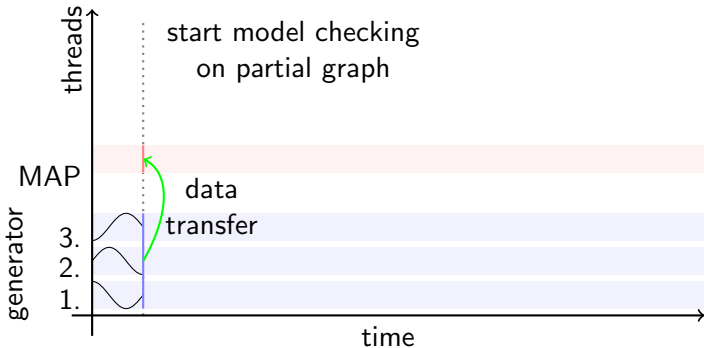 threads
start model checking
on partial graph
MAP
data
transfer
generator
3.
2.
1.
time